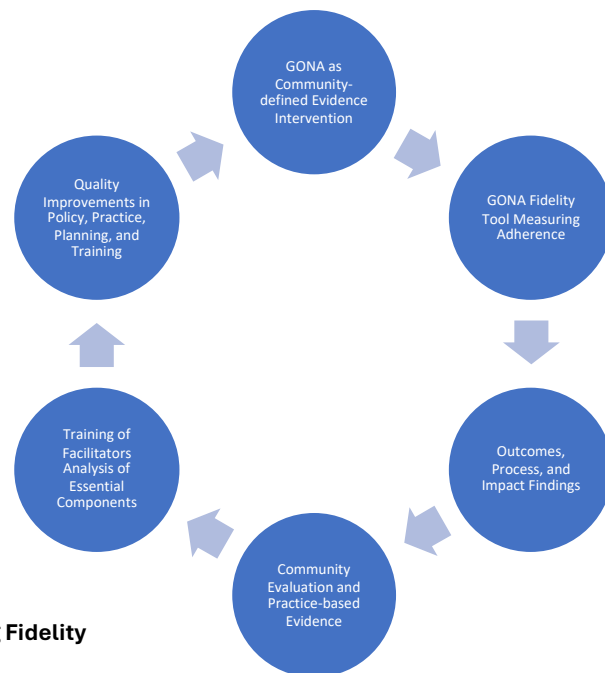 GONA as
Community-
defined Evidence
Intervention
GONA Fidelity
Tool Measuring
Adherence
Outcomes,
Process, and
Impact Findings
Community
Evaluation and
Practice-based
Evidence
Training of
Facilitators
Analysis of
Essential
Components
Quality
Improvements in
Policy, Practice,
Planning, and
Training
Fidelity